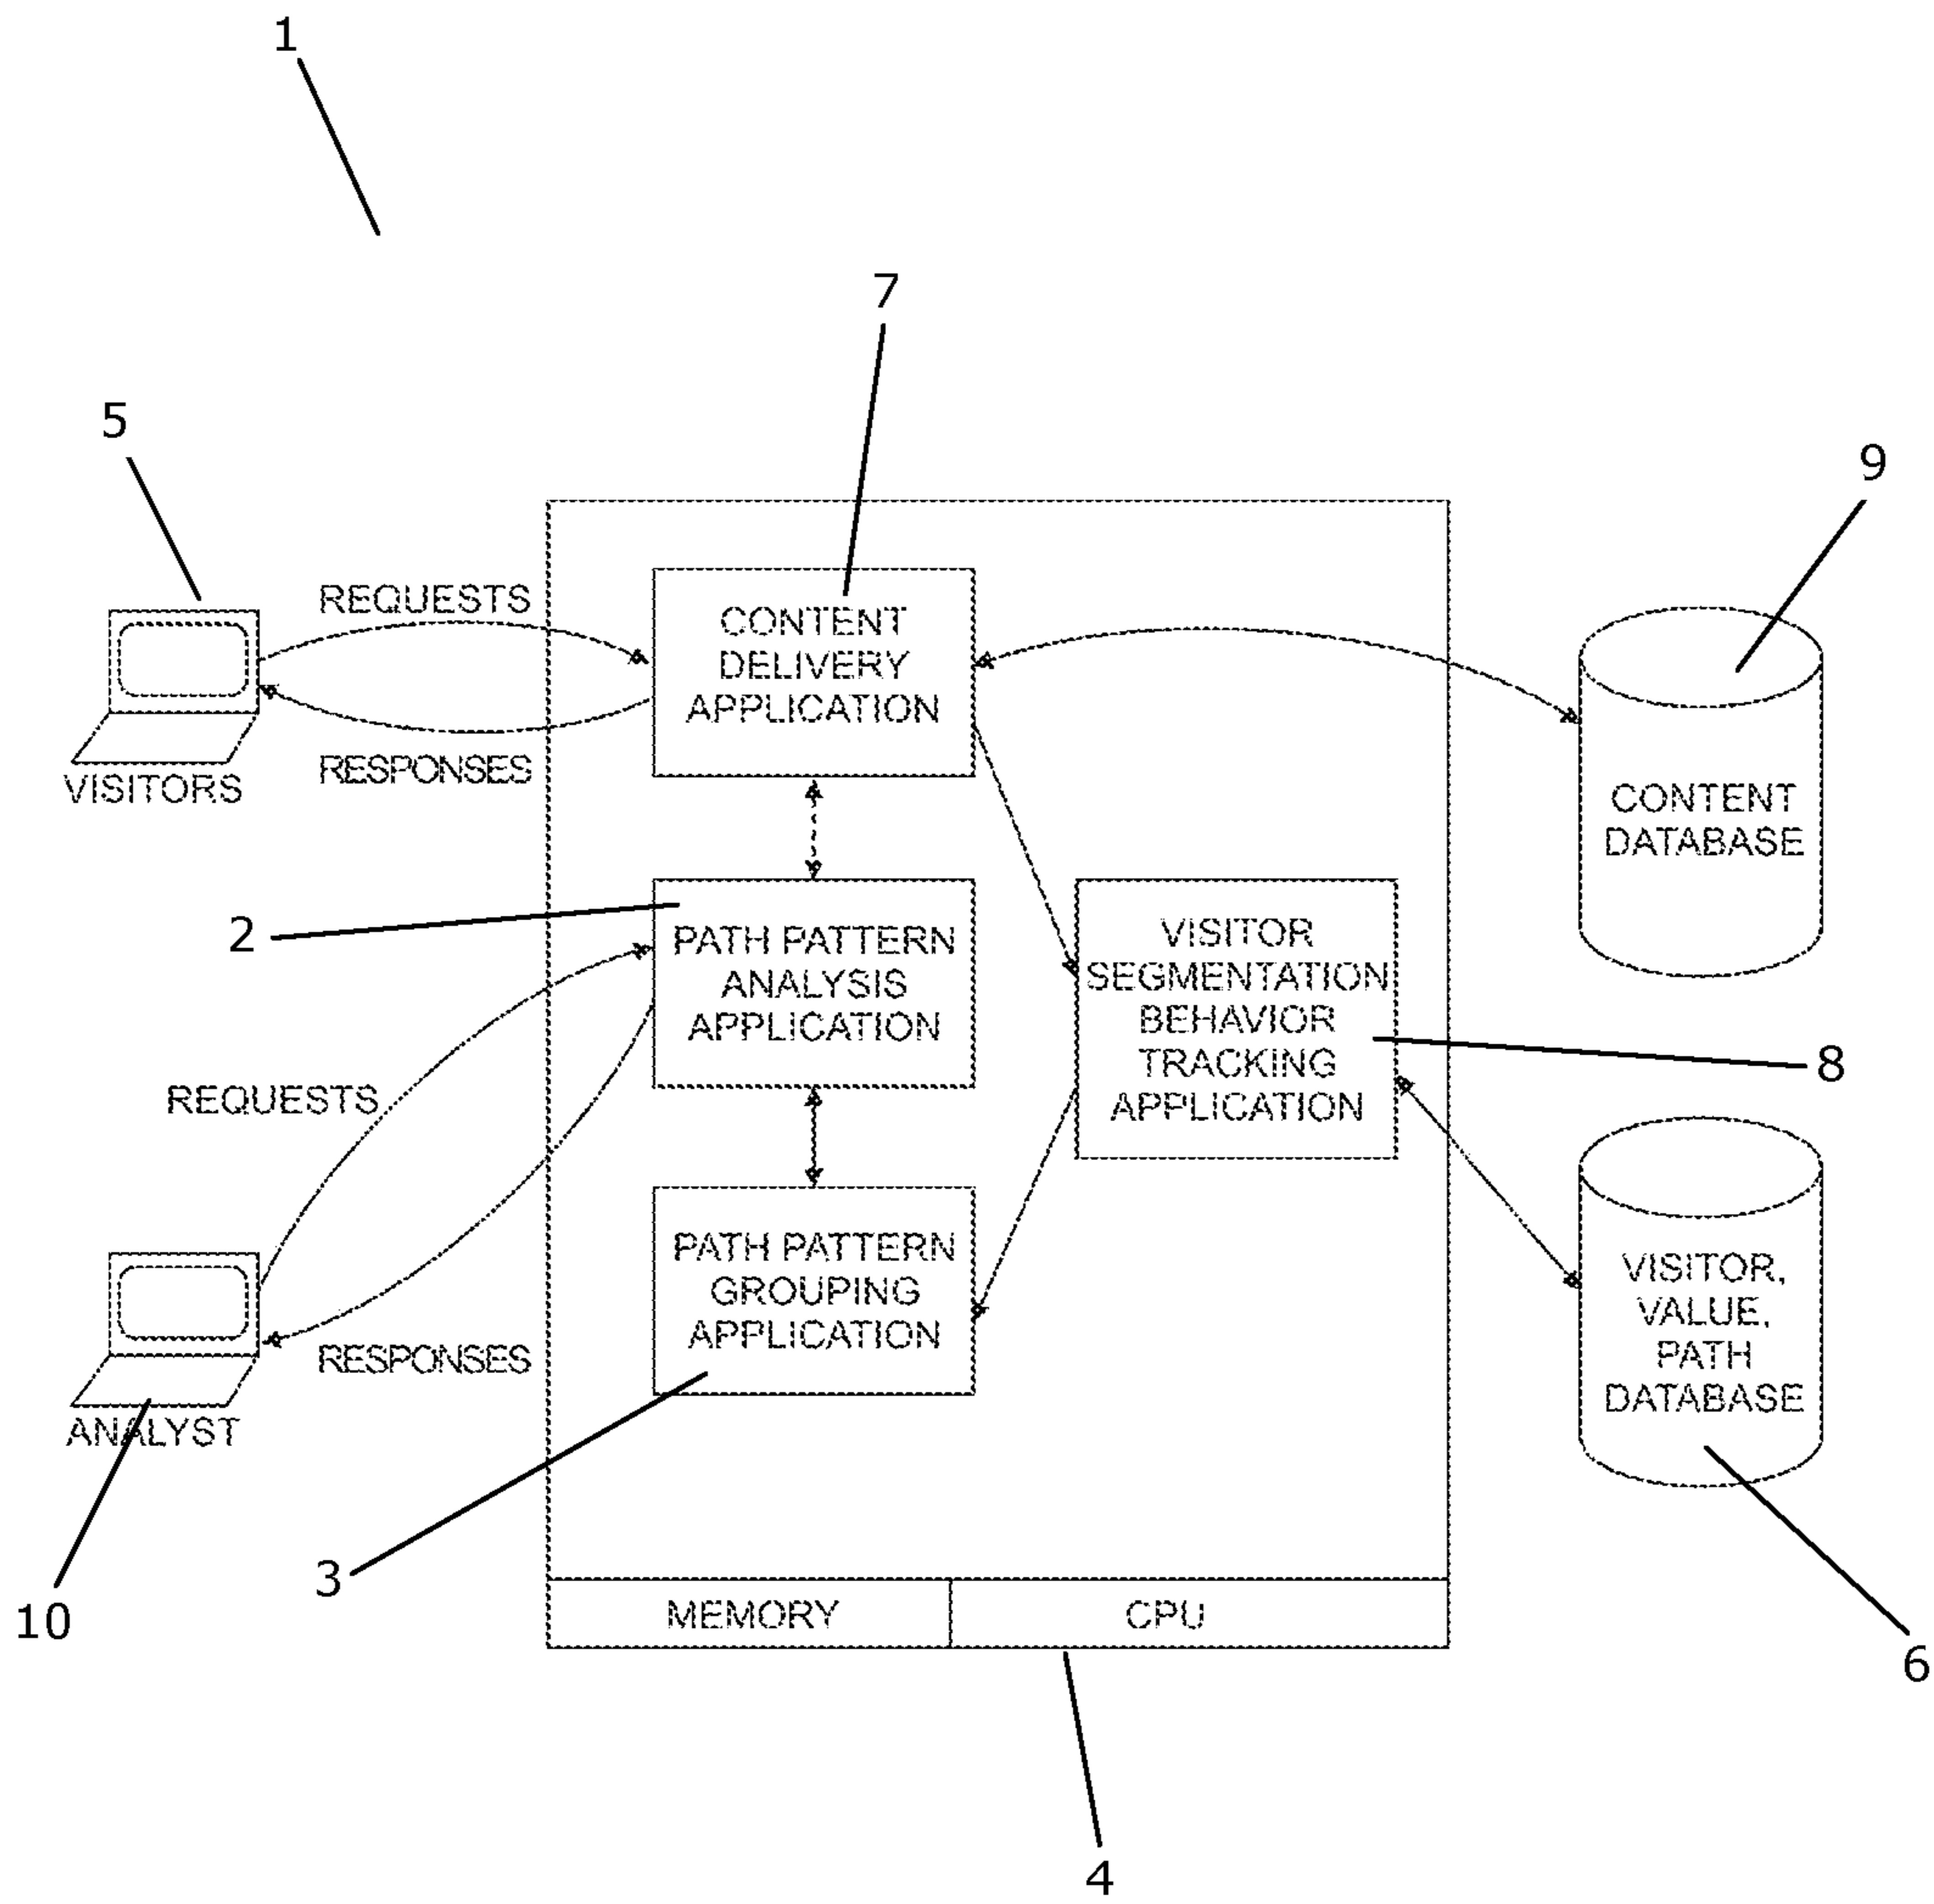 1
7
5
9
REQUESTS
CONTENT
DELIVERY
APPLICATION
RESPONSES
VISITORS
CONTENT
DATABASE
2
PATH PATTERN
ANALYSIS
APPLICATION
VISITOR
SEGMENTATION
BEHAVIOR
TRACKING
APPLICATION
8
REQUESTS
PATH PATTERN
GROUPING
APPLICATION
VISITOR,
VALUE,
PATH
DATABASE
RESPONSES
ANALYST
3
10
MEMORY
CPU
6
4